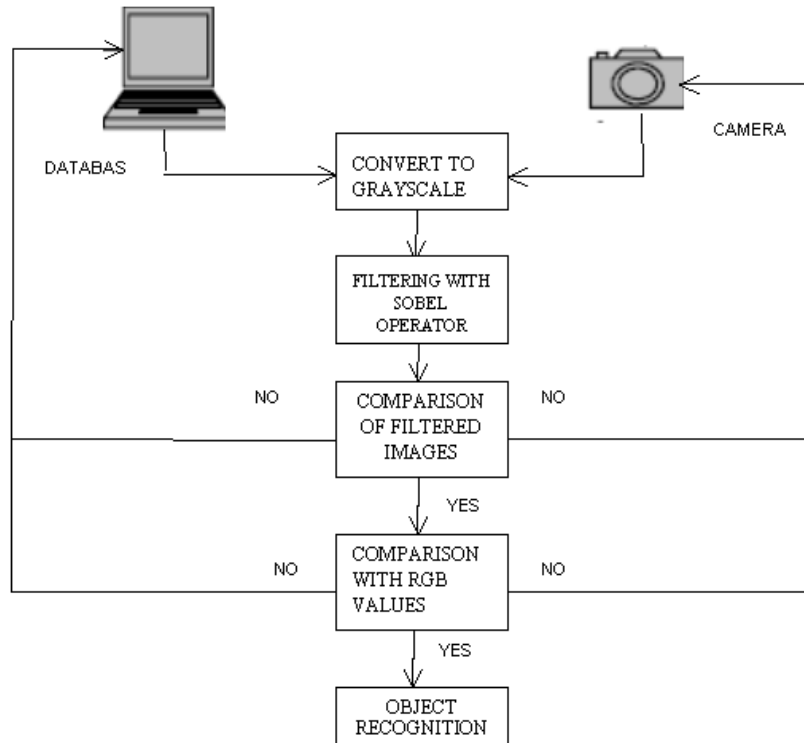 CAMERA
DATABAS
CONVERT TO
GRAYSCALE
FILTERING WITH
SOBEL
OPERATOR
NO
COMPARISON
OF FILTERED
IMAGES
NO
YES
NO
COMPARISON
WITH RGB
VALUES
NO
YES
OBJECT
RECOGNITION